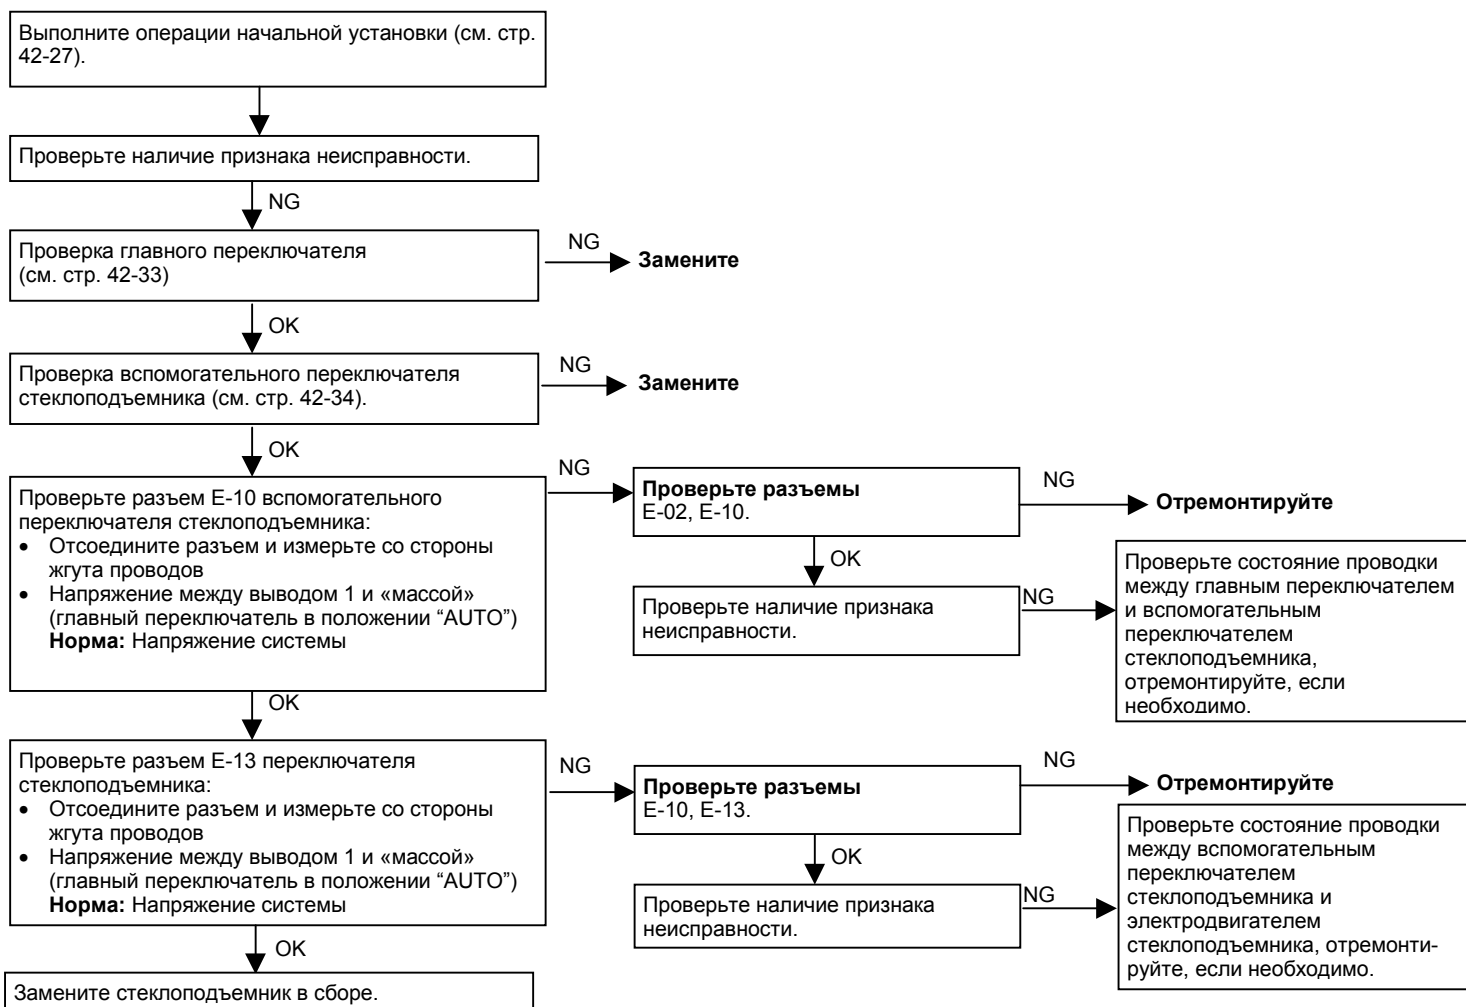 Выполните операции начальной установки (см. стр.
42-27).
Проверьте наличие признака неисправности.
NG
Проверка главного переключателя
(см. стр. 42-33)
NG
Замените
OK
Проверка вспомогательного переключателя
стеклоподъемника (см. стр. 42-34).
NG
Замените
OK
Проверьте разъем E-10 вспомогательного
переключателя стеклоподъемника:
• Отсоедините разъем и измерьте со стороны
жгута проводов
• Напряжение между выводом 1 и «массой»
(главный переключатель в положении “AUTO”)
Норма: Напряжение системы
NG
Проверьте разъемы
E-02, E-10.
NG
Отремонтируйте
OK
Проверьте наличие признака
неисправности.
NG
Проверьте состояние проводки
между главным переключателем
и вспомогательным
переключателем
стеклоподъемника,
отремонтируйте, если
необходимо.
OK
Проверьте разъем E-13 переключателя
стеклоподъемника:
• Отсоедините разъем и измерьте со стороны
жгута проводов
• Напряжение между выводом 1 и «массой»
(главный переключатель в положении “AUTO”)
Норма: Напряжение системы
NG
Проверьте разъемы
E-10, E-13.
NG
Отремонтируйте
OK
Проверьте наличие признака
неисправности.
NG
Проверьте состояние проводки
между вспомогательным
переключателем
стеклоподъемника и
электродвигателем
стеклоподъемника, отремонти-
руйте, если необходимо.
OK
Замените стеклоподъемник в сборе.